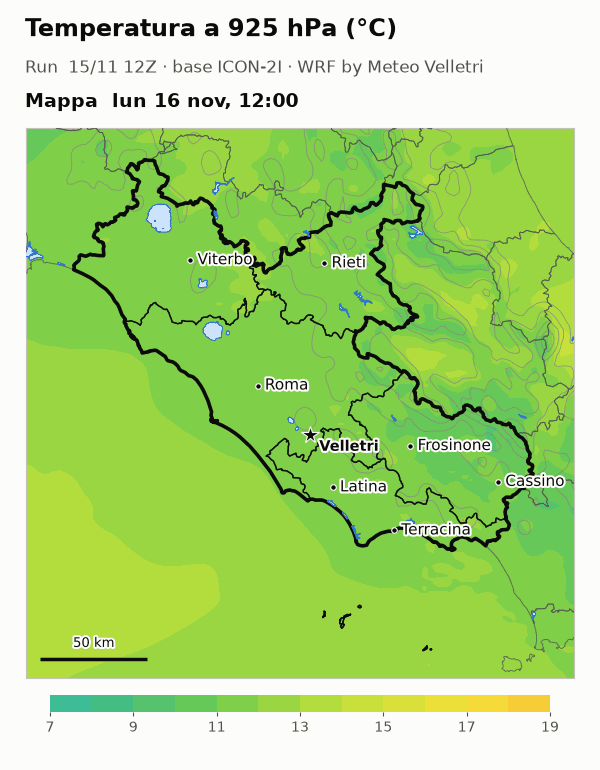 Temperatura a 925 hPa (°C)
Run  15/11 12Z · base ICON-2I · WRF by Meteo Velletri
Mappa  lun 16 nov, 12:00
Viterbo
Rieti
Roma
Velletri
Frosinone
Latina
Cassino
Terracina
50 km
7 9 11 13 15 17 19